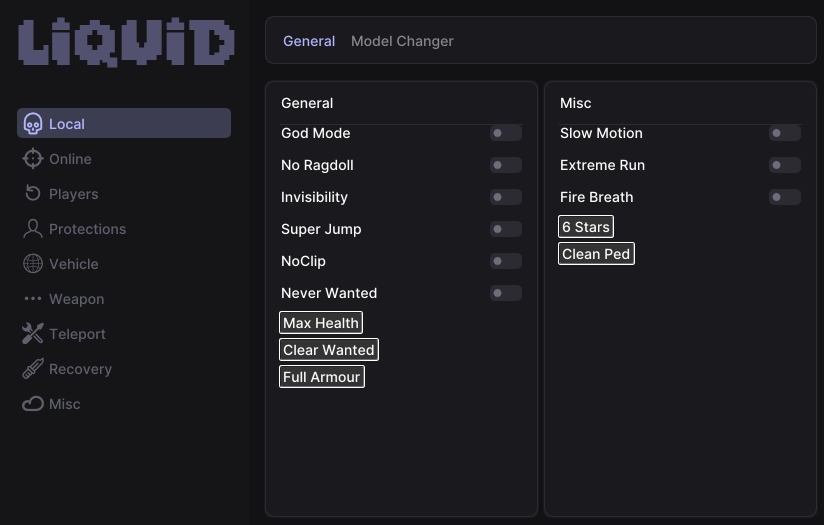 LIQUID
Local
Online
Players
Protections
Vehicle
Weapon
Teleport
Recovery
Misc
General Model Changer
General
God Mode
No Ragdoll
Invisibility
Super Jump
NoClip
Never Wanted
Max Health
Clear Wanted
Full Armour
Misc
Slow Motion
Extreme Run
Fire Breath
6 Stars
Clean Ped